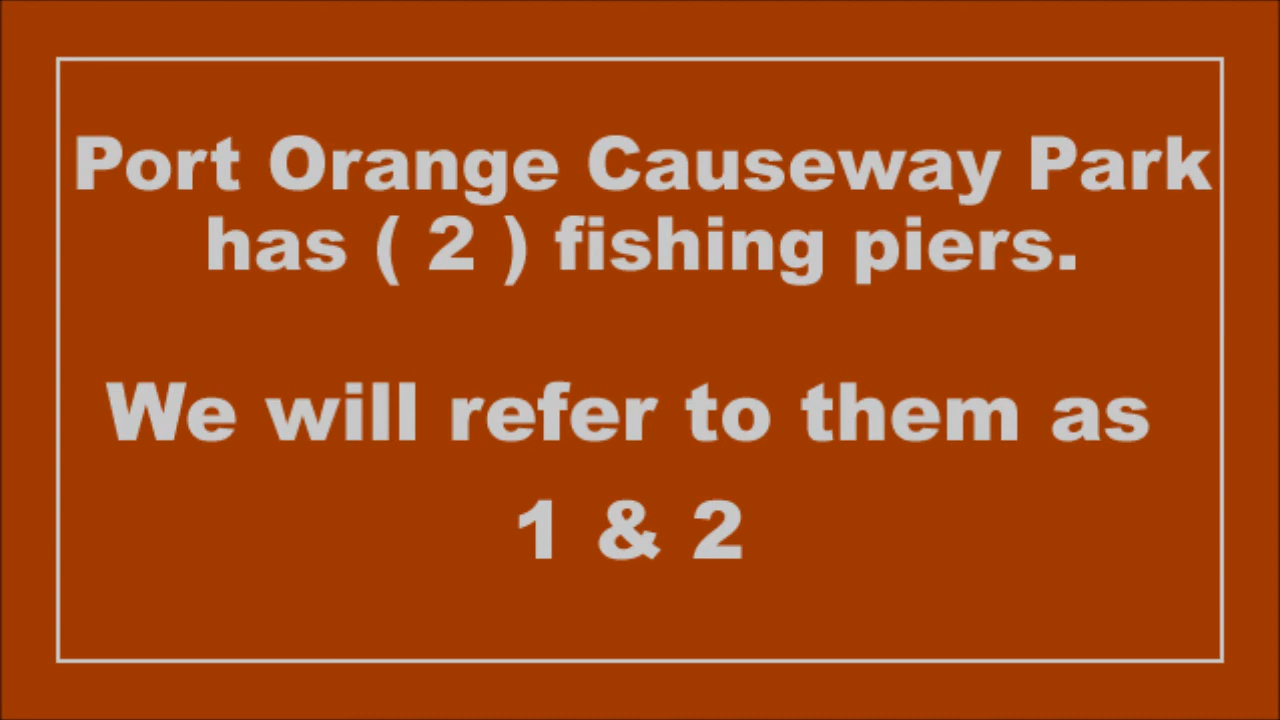 Port Orange Causeway Park
has ( 2 ) fishing piers.
We will refer to them as
1 & 2